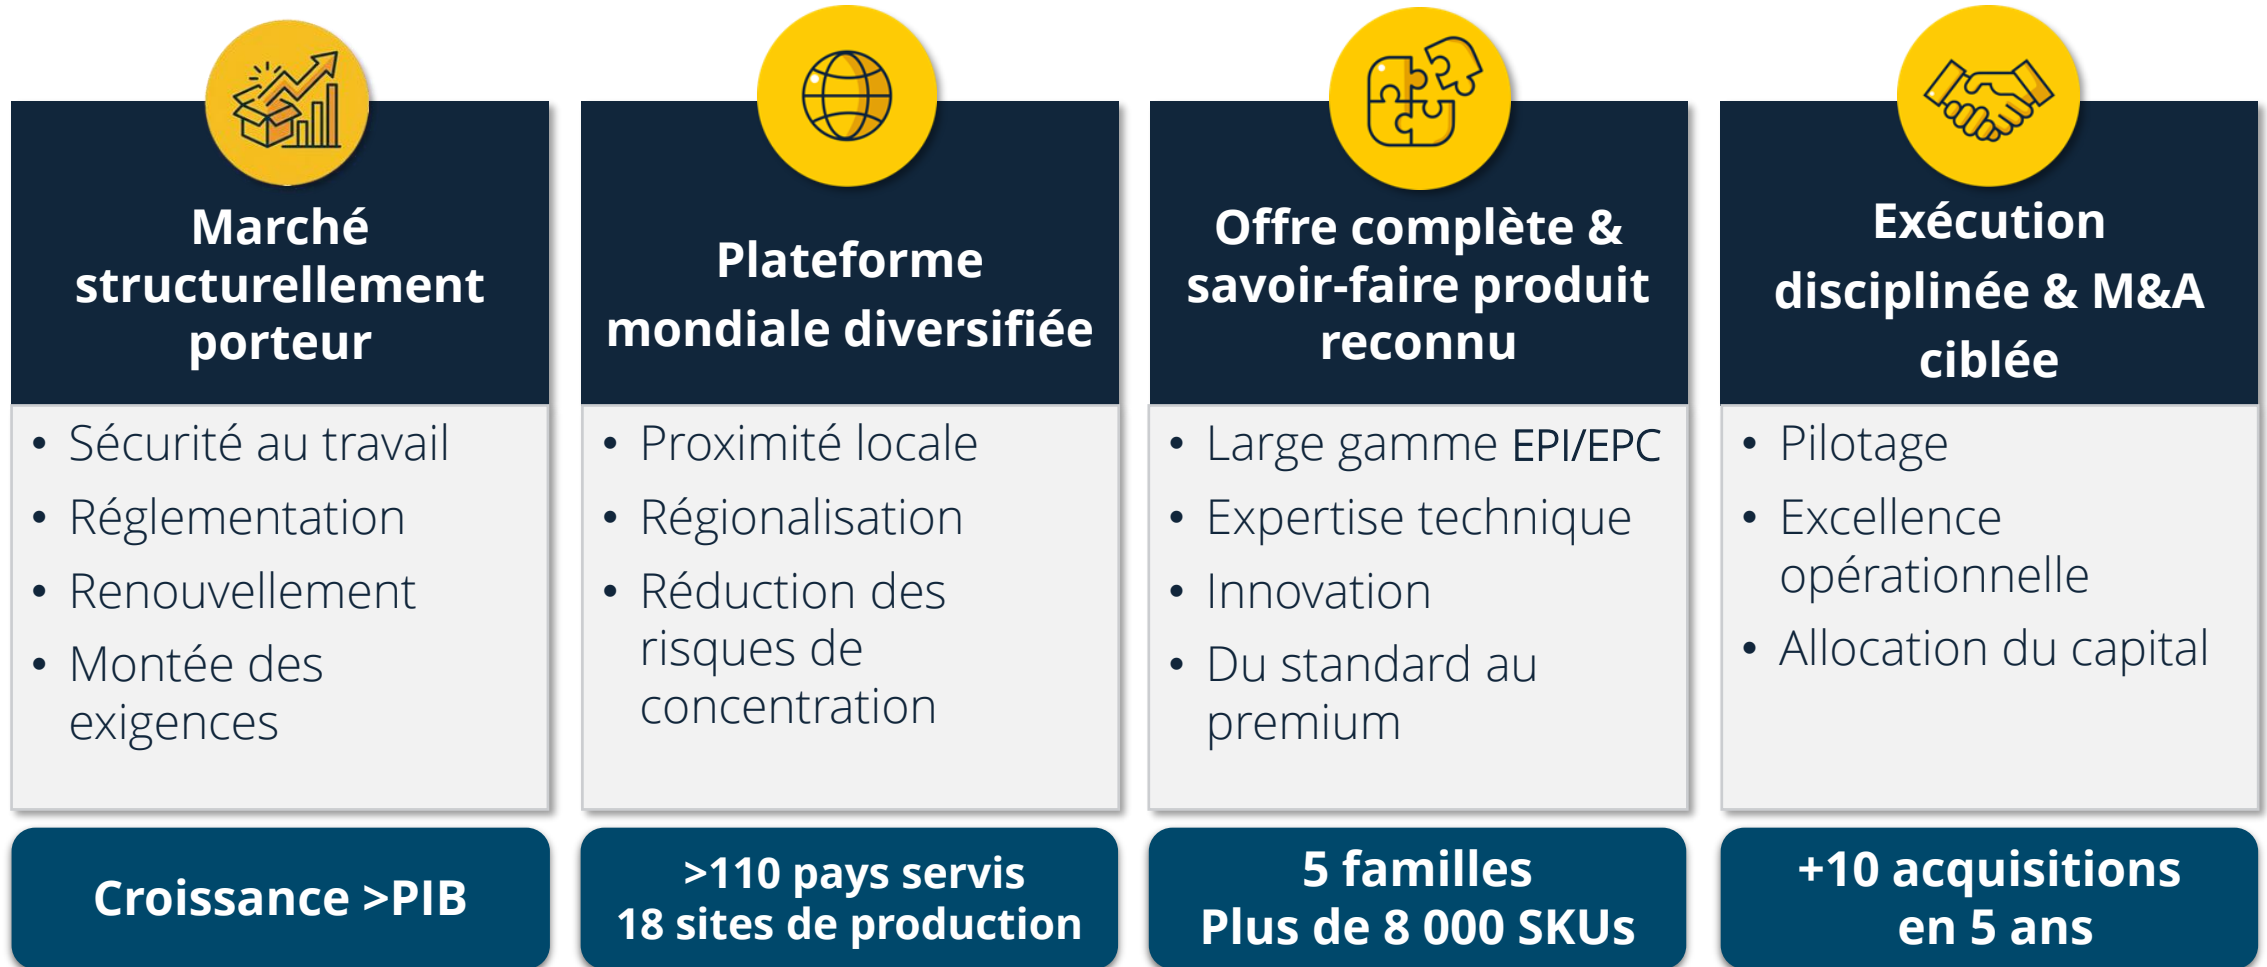 Marché
structurellement
porteur
• Sécurité au travail
• Réglementation
• Renouvellement
• Montée des
exigences
Croissance >PIB
Plateforme
mondiale diversifiée
• Proximité locale
• Régionalisation
• Réduction des
risques de
concentration
>110 pays servis
18 sites de production
Offre complète &
savoir-faire produit
reconnu
• Large gamme EPI/EPC
• Expertise technique
• Innovation
• Du standard au
premium
5 familles
Plus de 8 000 SKUs
Exécution
disciplinée & M&A
ciblée
• Pilotage
• Excellence
opérationnelle
• Allocation du capital
+10 acquisitions
en 5 ans